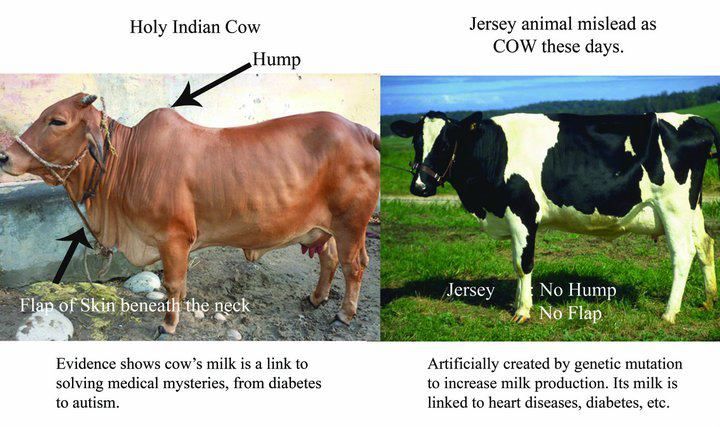 Holy Indian Cow
Jersey animal mislead as
COW these days.
Hump
Flap of Skin beneath the neck
Jersey : No Hump
No Flap
Evidence shows cow's milk is a link to
solving medical mysteries, from diabetes
to autism.
Artificially created by genetic mutation
to increase milk production. Its milk is
linked to heart diseases, diabetes, etc.